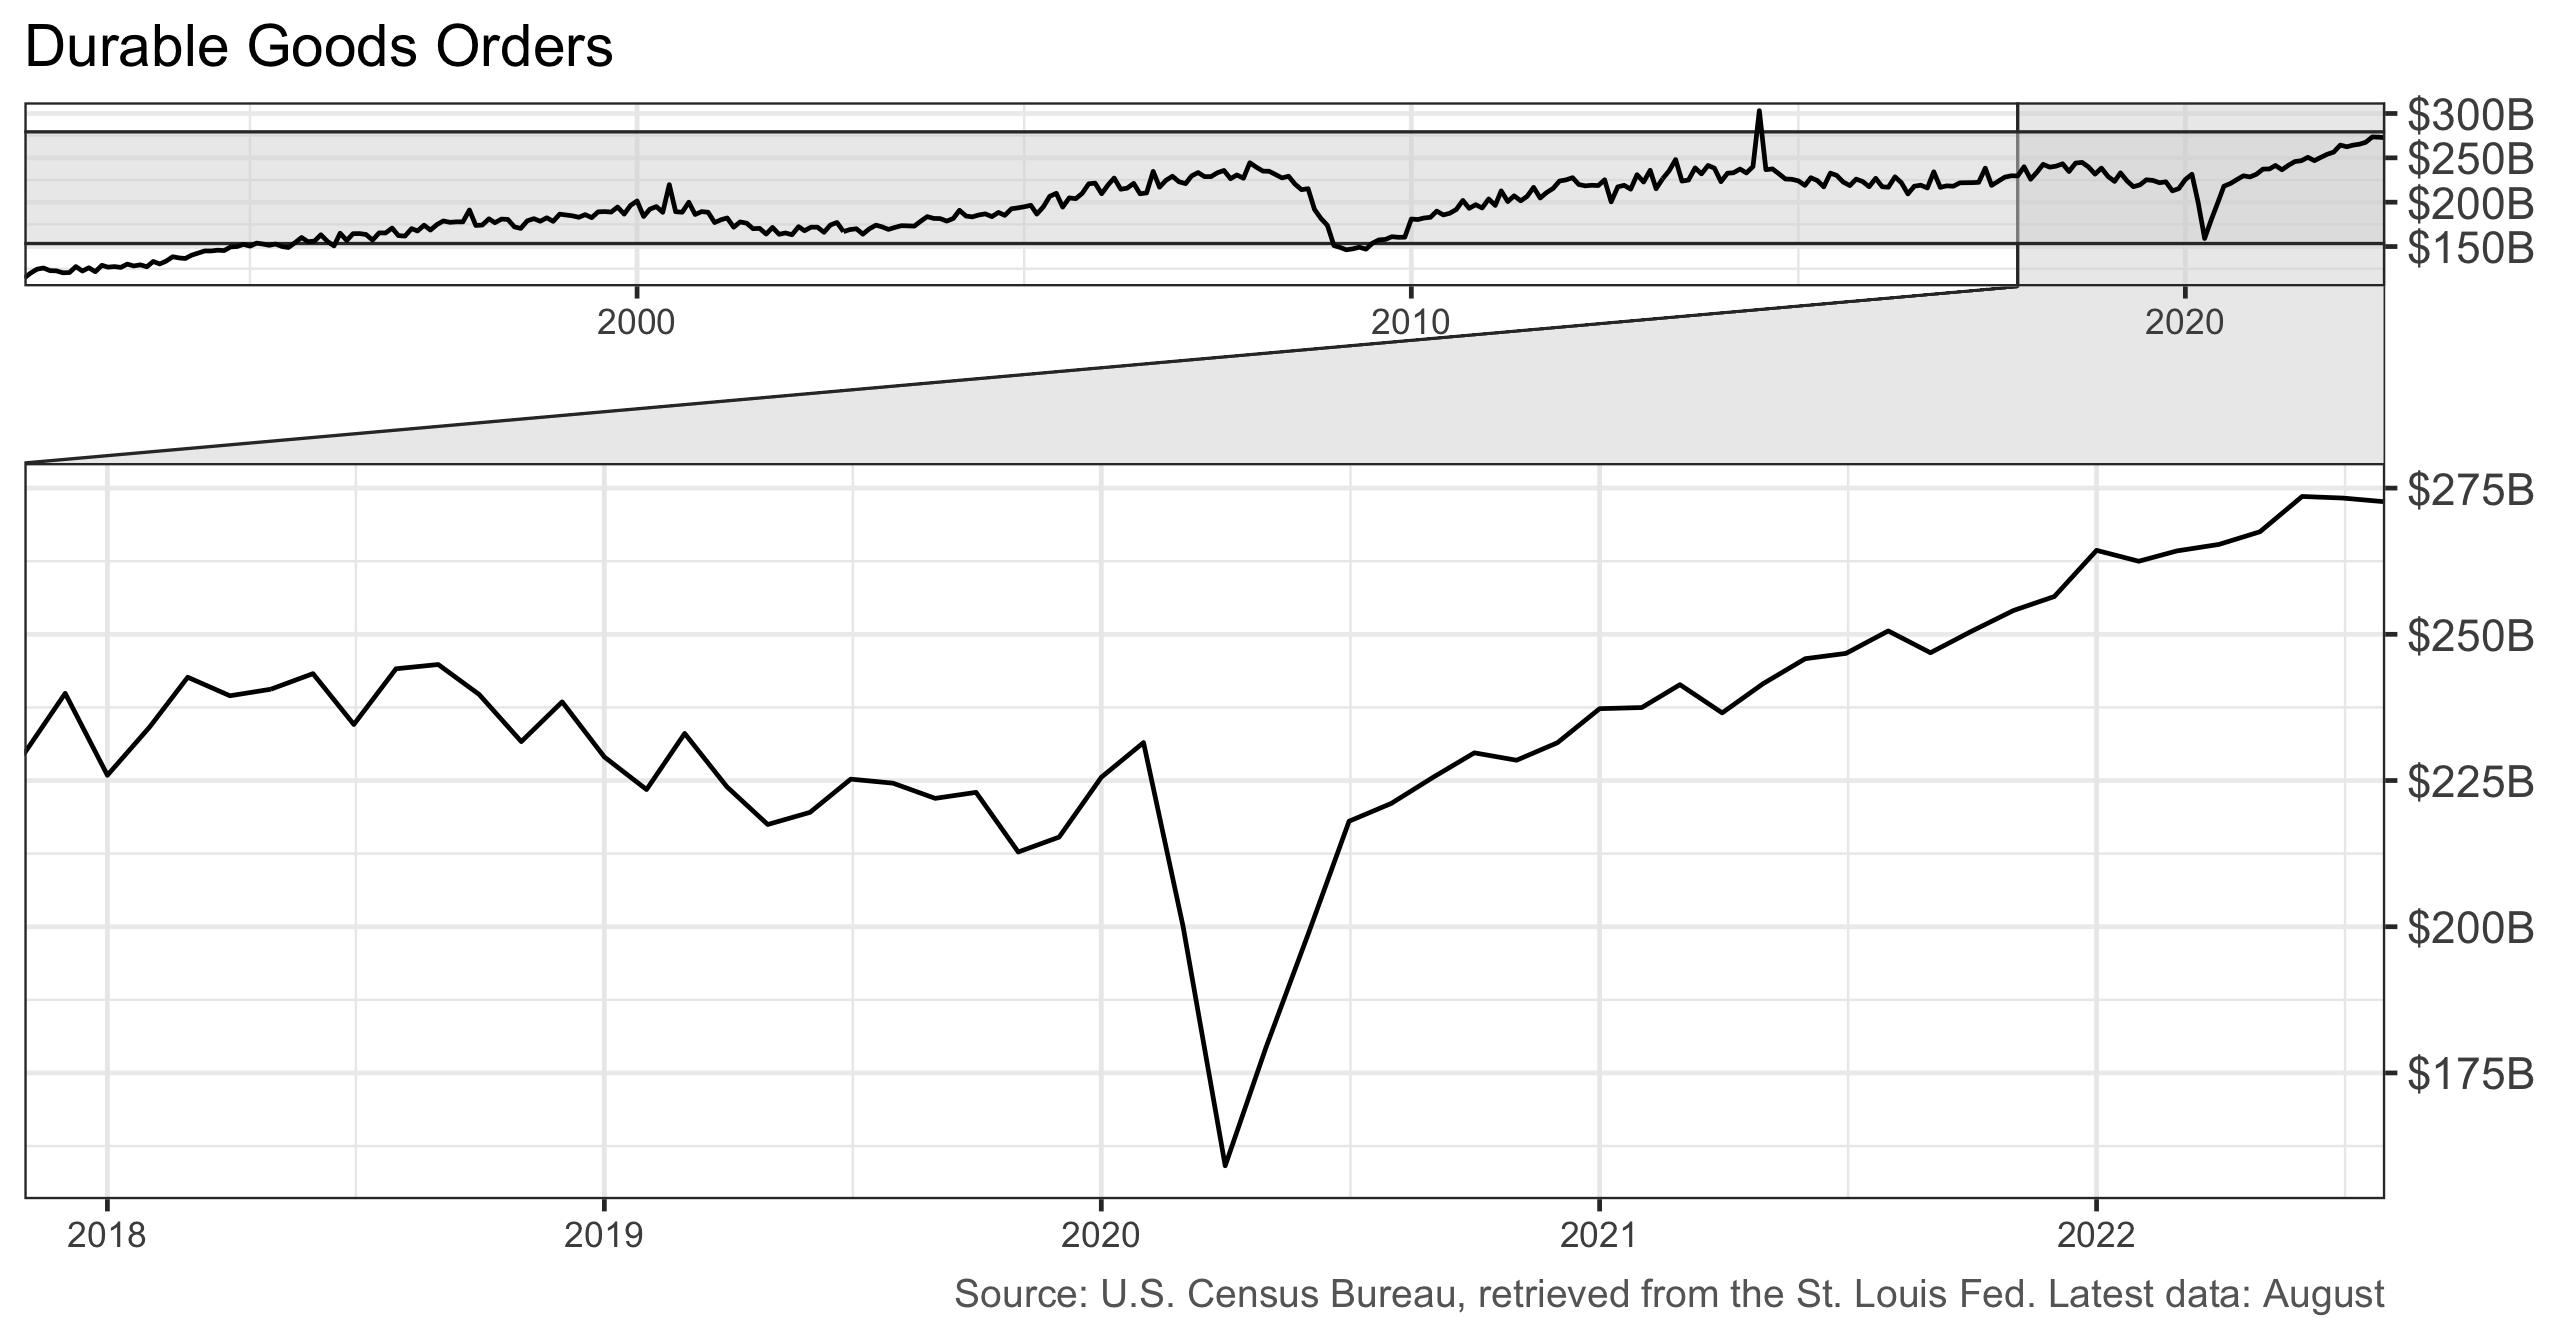 Durable Goods Orders
$300B
$250B
$200B
$150B
2000 2010 2020
$275B
$250B
$225B
$200B
$175B
2018 2019 2020 2021 2022
Source: U.S. Census Bureau, retrieved from the St. Louis Fed. Latest data: August